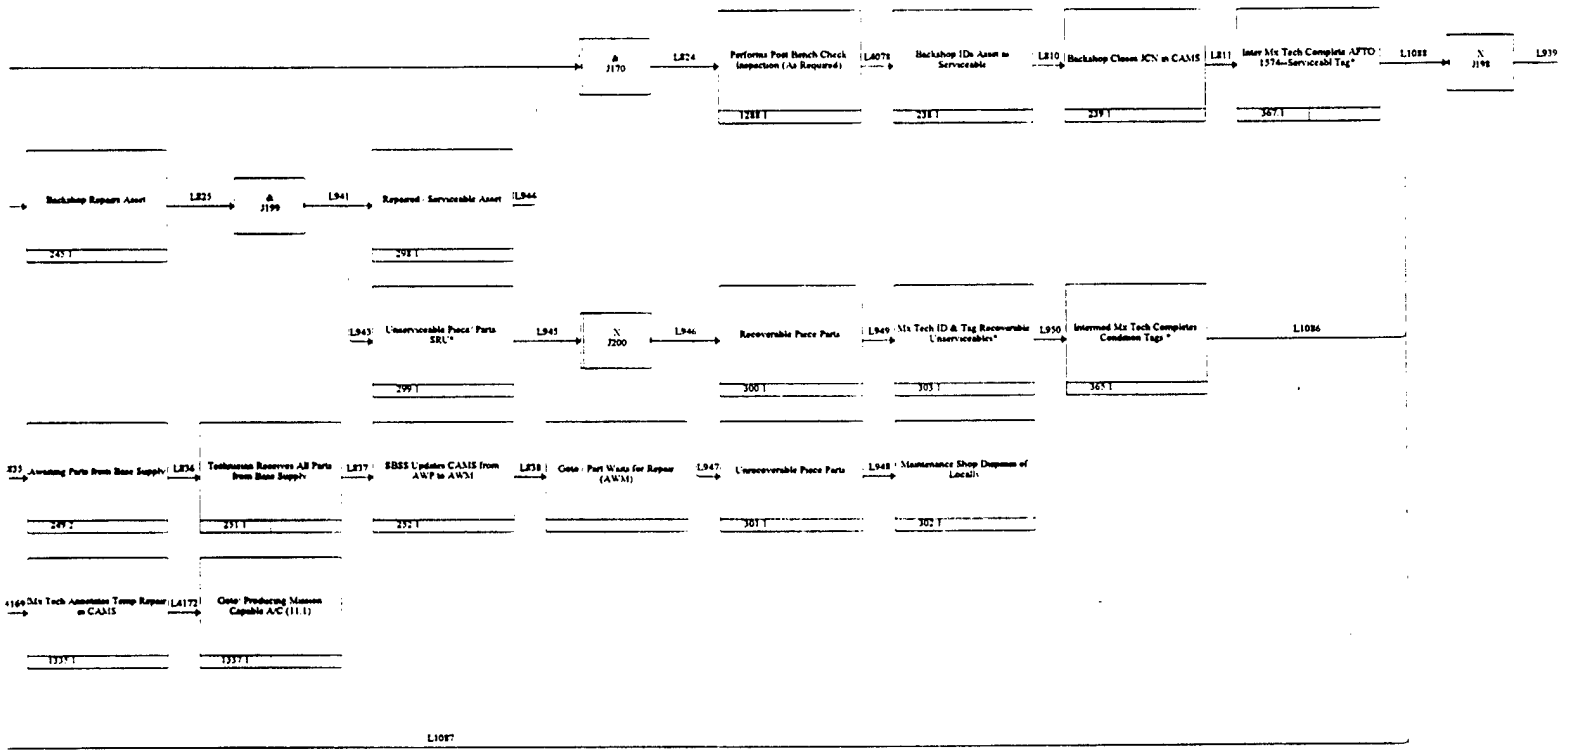 &
J170
L824
Performs Post Bench Check
Inspection (As Required)
1288.1
L4078
Backshop IDs Asset as
Serviceable
238.1
L810
Backshop Closes JCN in CAMS
239.1
L811
Inter Mx Tech Complete AFTO
1574--Serviceabl Tag*
367.1
L1088
X
J198
L939
Backshop Repairs Asset
245.1
L825
&
J199
L941
Repaired - Serviceable Asset
298.1
L944
L943
Unserviceable Piece/ Parts
SRU*
299.1
L945
X
J200
L946
Recoverable Piece Parts
300.1
L949
Mx Tech ID & Tag Recoverable
Unserviceables*
303.1
L950
Intermed Mx Tech Completes
Condition Tags *
365.1
L1086
835
Awaiting Parts from Base Supply
249.2
L836
Technician Receives All Parts
from Base Supply
251.1
L837
SBSS Updates CAMS from
AWP to AWM
252.1
L838
Goto : Part Waits for Repair
(AWM)
L947
Unrecoverable Piece Parts
301.1
L948
Maintenance Shop Disposes of
Locally
302.1
4169
Mx Tech Annotates Temp Repair
in CAMS
1335.1
L4172
Goto: Producing Mission
Capable A/C (11.1)
1337.1
L1087